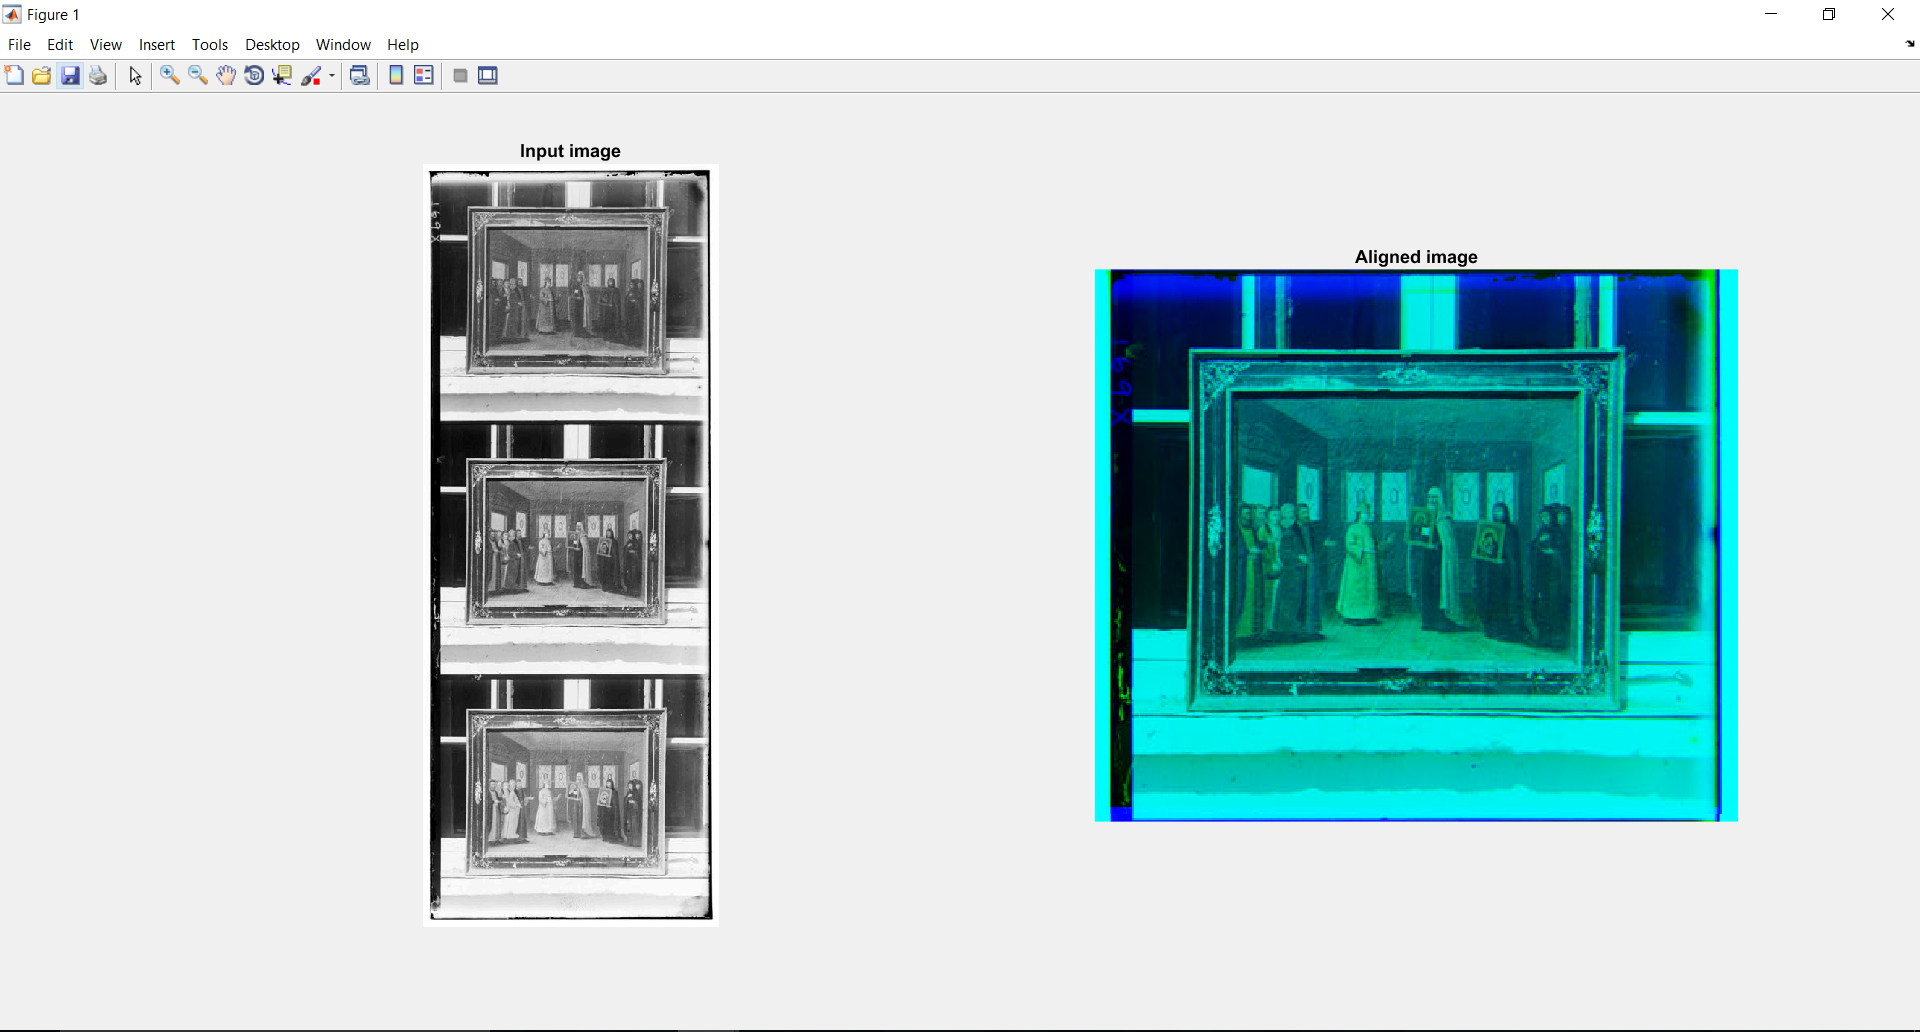 Figure 1
File Edit View Insert Tools Desktop Window Help
Input image
Aligned image